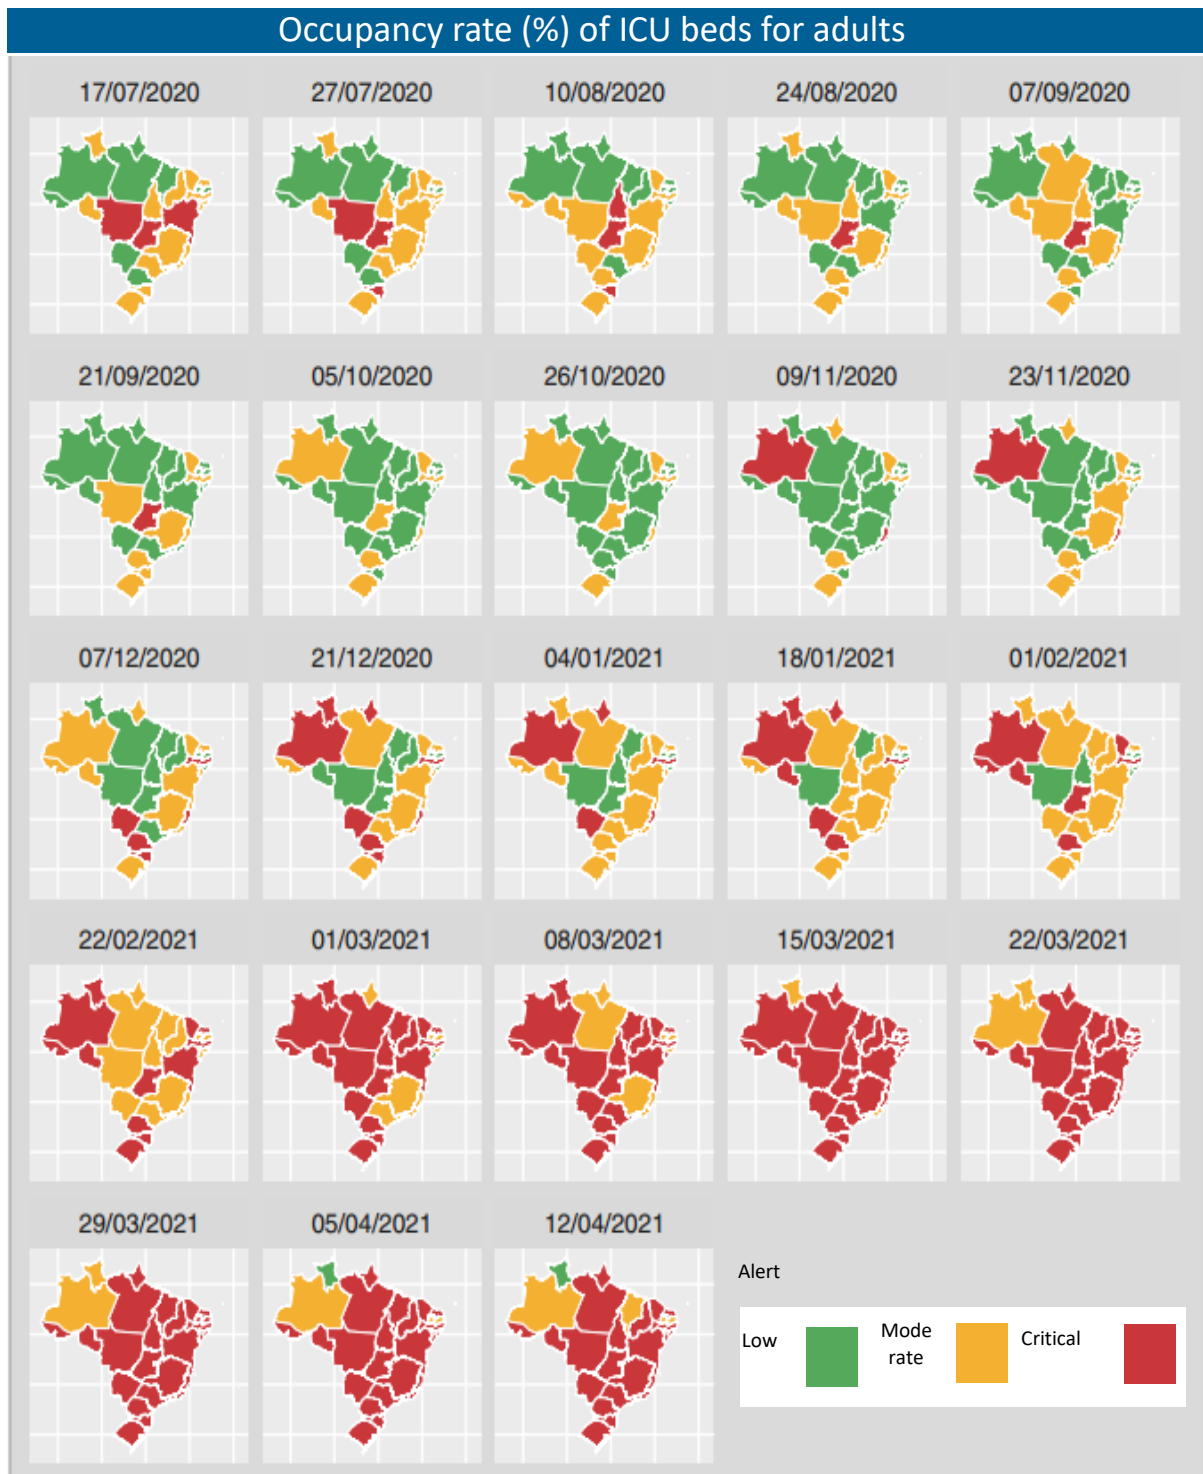 Occupancy rate (%) of ICU beds for adults
17/07/2020 27/07/2020 10/08/2020 24/08/2020 07/09/2020
21/09/2020 05/10/2020 26/10/2020 09/11/2020 23/11/2020
07/12/2020 21/12/2020 04/01/2021 18/01/2021 01/02/2021
22/02/2021 01/03/2021 08/03/2021 15/03/2021 22/03/2021
29/03/2021 05/04/2021 12/04/2021
Alert
Low Mode Critical
rate